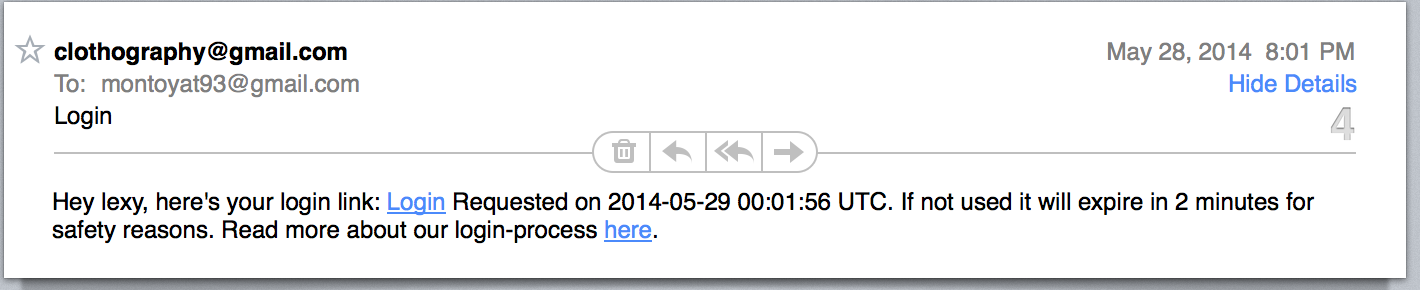 clothography@gmail.com
May 28, 2014 8:01 PM
To: montoyat93@gmail.com
Hide Details
Login
4
Hey lexy, here's your login link: Login Requested on 2014-05-29 00:01:56 UTC. If not used it will expire in 2 minutes for
safety reasons. Read more about our login-process here.